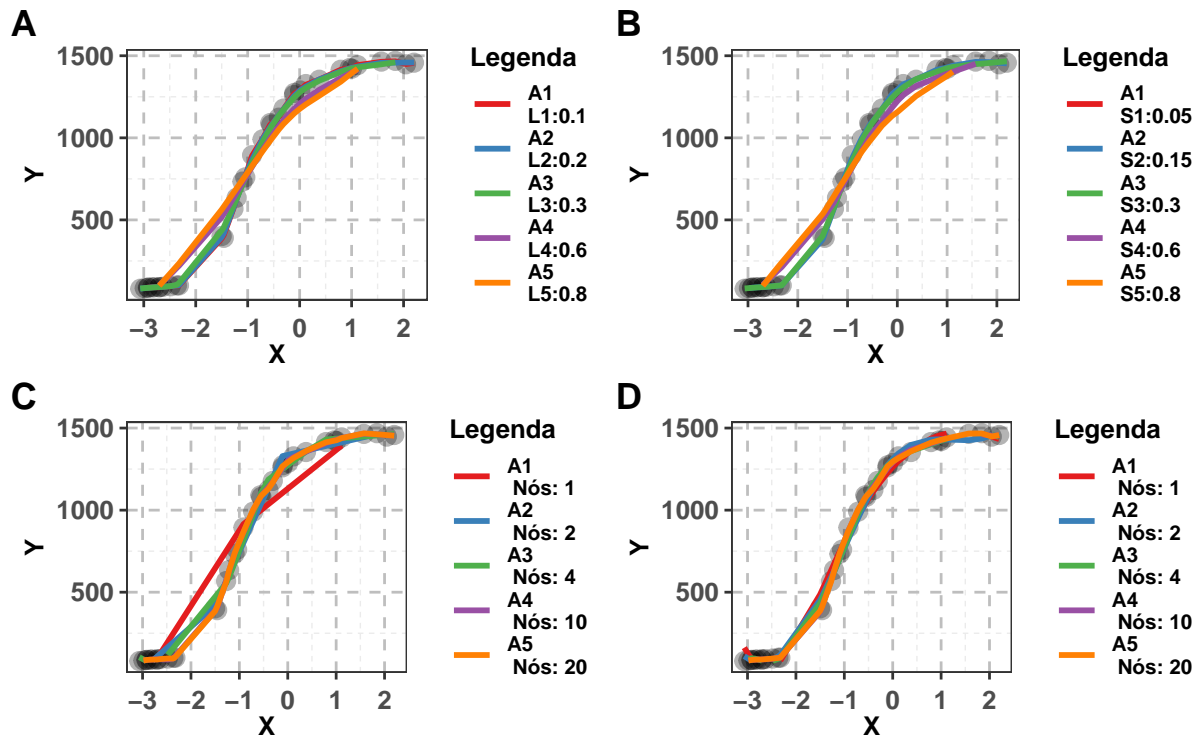 A
1500
1000
500
Y
−3 −2 −1 0 1 2
X
Legenda
A1
L1:0.1
A2
L2:0.2
A3
L3:0.3
A4
L4:0.6
A5
L5:0.8
B
1500
1000
500
Y
−3 −2 −1 0 1 2
X
Legenda
A1
S1:0.05
A2
S2:0.15
A3
S3:0.3
A4
S4:0.6
A5
S5:0.8
C
1500
1000
500
Y
−3 −2 −1 0 1 2
X
Legenda
A1
Nós: 1
A2
Nós: 2
A3
Nós: 4
A4
Nós: 10
A5
Nós: 20
D
1500
1000
500
Y
−3 −2 −1 0 1 2
X
Legenda
A1
Nós: 1
A2
Nós: 2
A3
Nós: 4
A4
Nós: 10
A5
Nós: 20